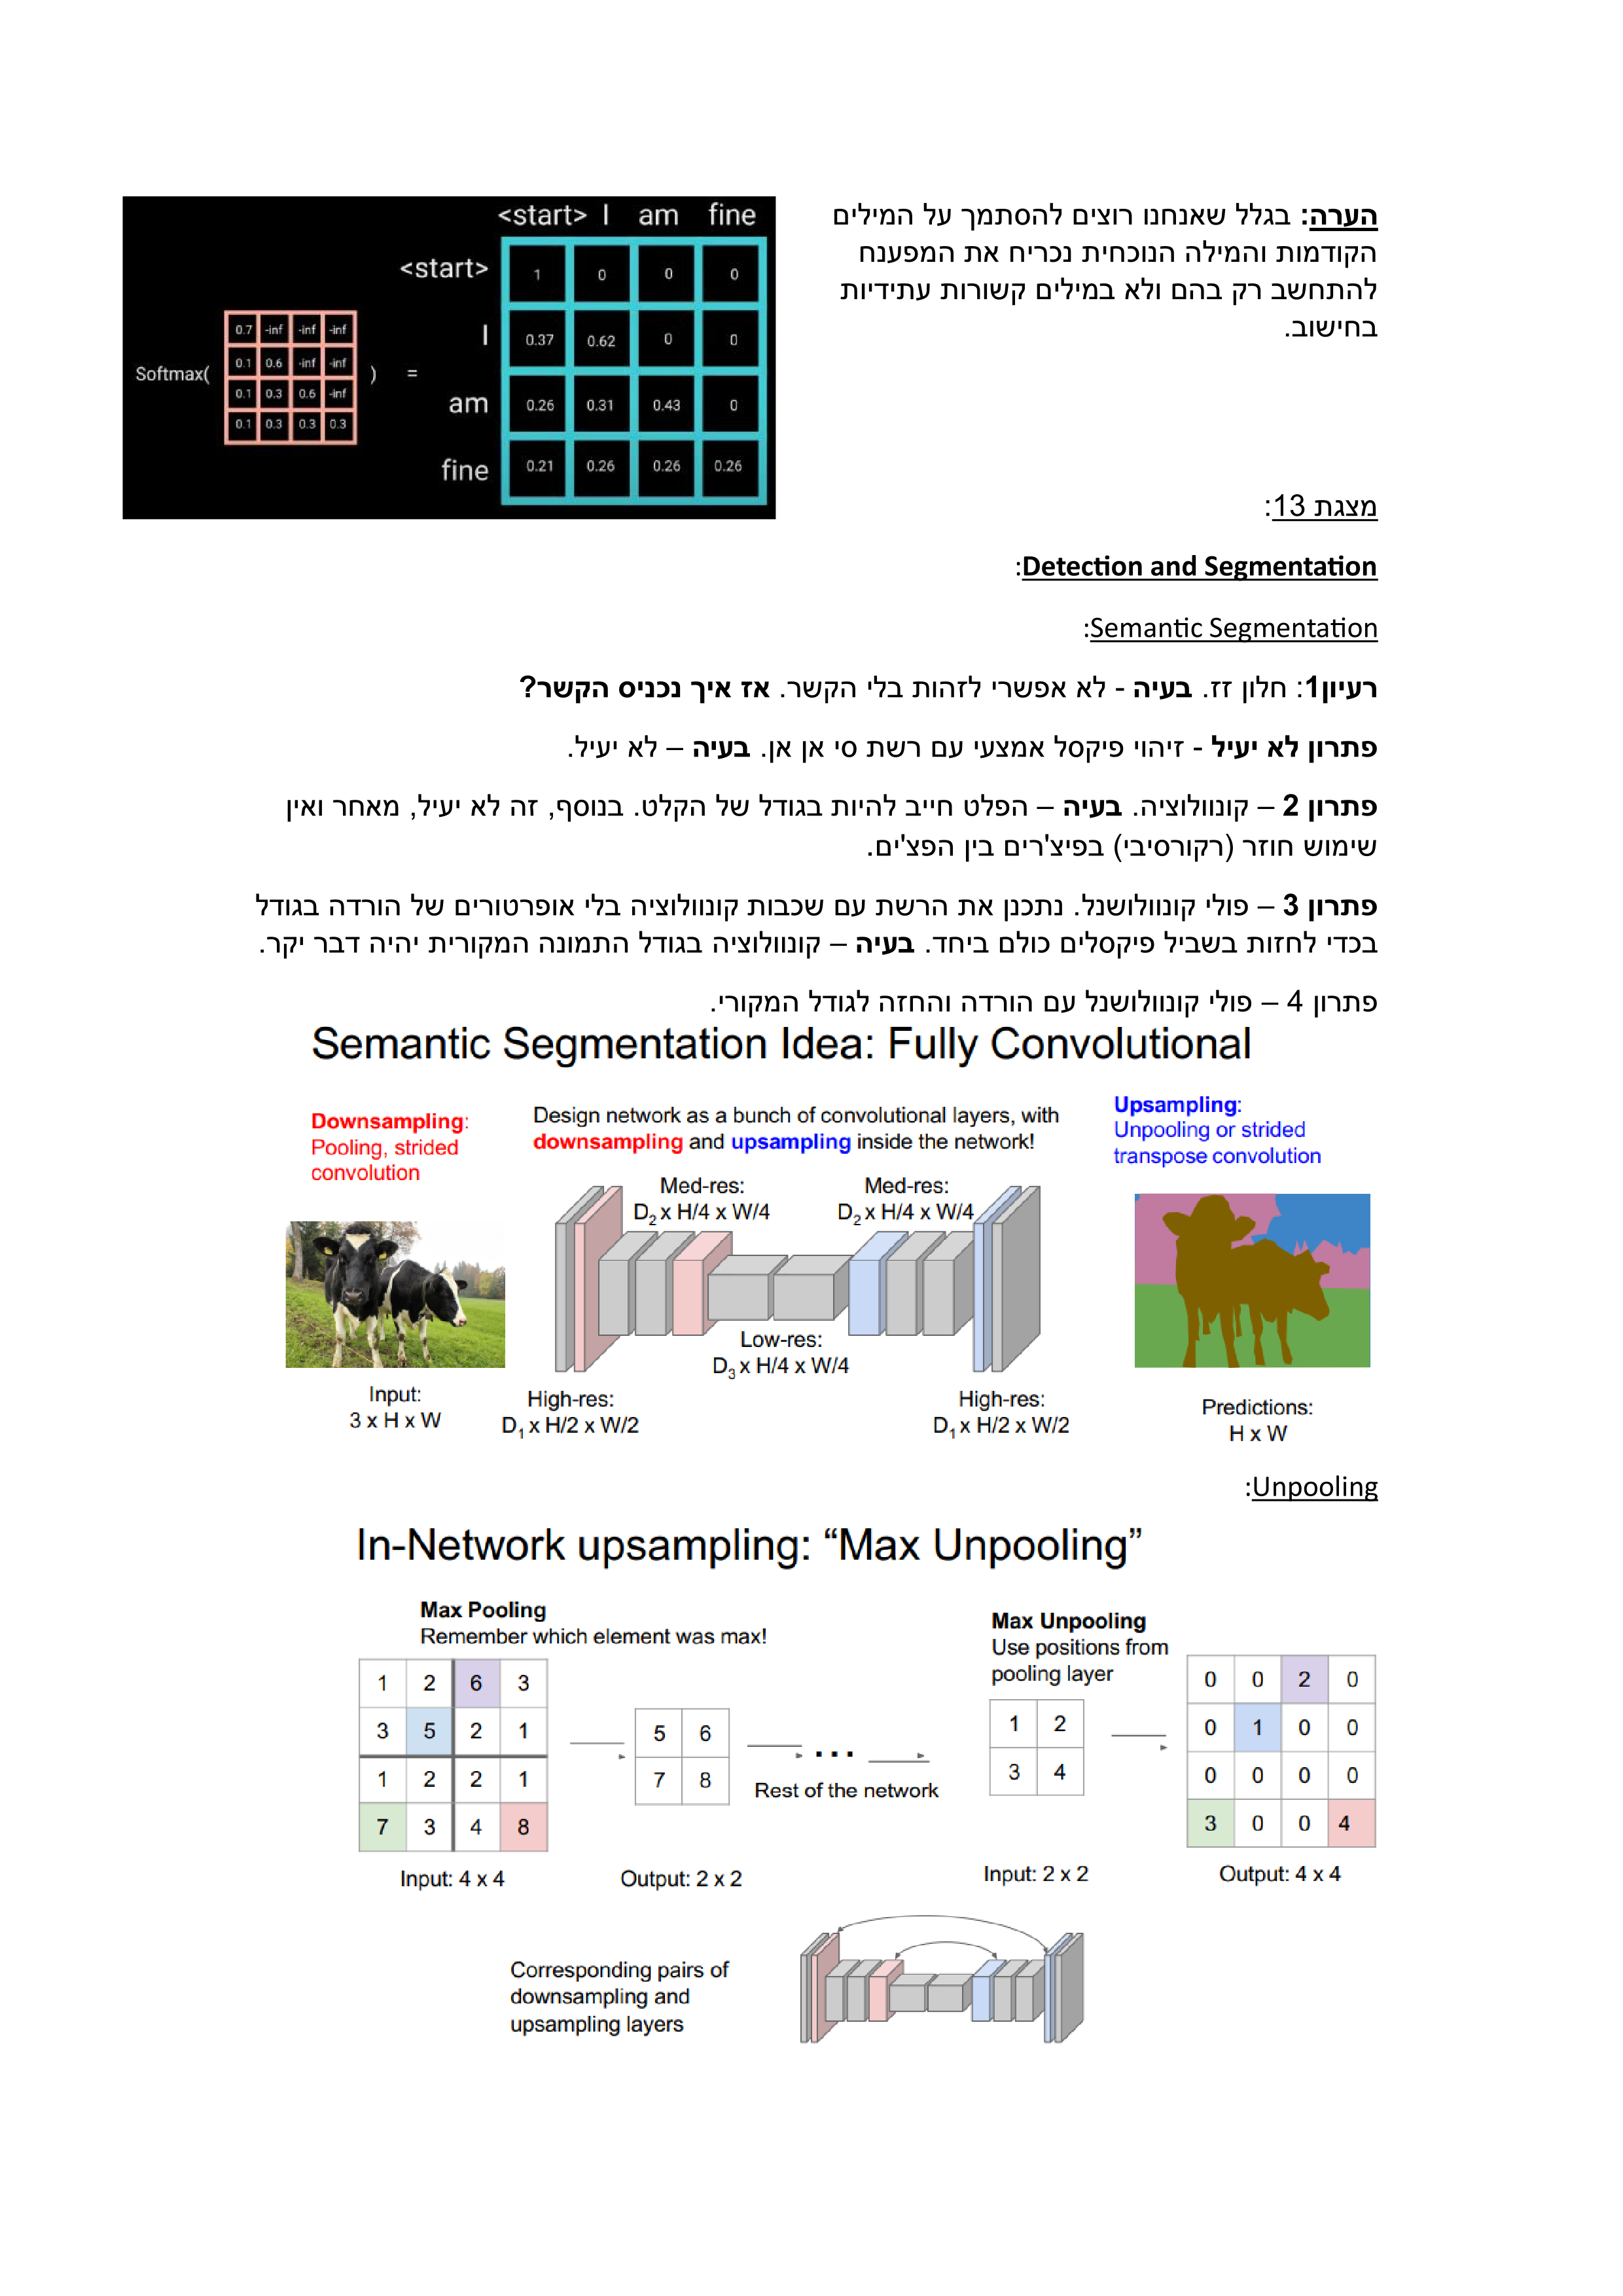 הערה: בגלל שאנחנו רוצים להסתמך על המילים
הקודמות והמילה הנוכחית נכריח את המפענח
להתחשב רק בהם ולא במילים קשורות עתידיות
בחישוב.
<start> I am fine
<start> 1 0 0 0
I 0.37 0.62 0 0
am 0.26 0.31 0.43 0
fine 0.21 0.26 0.26 0.26
Softmax(
0.7 -inf -inf -inf
0.1 0.6 -inf -inf
0.1 0.3 0.6 -inf
0.1 0.3 0.3 0.3
) =
מצגת 13:
Detection and Segmentation:
Semantic Segmentation:
רעיון1: חלון זז. בעיה - לא אפשרי לזהות בלי הקשר. אז איך נכניס הקשר?
פתרון לא יעיל - זיהוי פיקסל אמצעי עם רשת סי אן אן. בעיה – לא יעיל.
פתרון 2 – קונוולוציה. בעיה – הפלט חייב להיות בגודל של הקלט. בנוסף, זה לא יעיל, מאחר ואין
שימוש חוזר (רקורסיבי) בפיצ'רים בין הפצ'ים.
פתרון 3 – פולי קונוולושנל. נתכנן את הרשת עם שכבות קונוולוציה בלי אופרטורים של הורדה בגודל
בכדי לחזות בשביל פיקסלים כולם ביחד. בעיה – קונוולוציה בגודל התמונה המקורית יהיה דבר יקר.
פתרון 4 – פולי קונוולושנל עם הורדה והחזה לגודל המקורי.
Semantic Segmentation Idea: Fully Convolutional
Downsampling:
Pooling, strided
convolution
Design network as a bunch of convolutional layers, with
downsampling and upsampling inside the network!
Upsampling:
Unpooling or strided
transpose convolution
Med-res:
D2 x H/4 x W/4
Med-res:
D2 x H/4 x W/4
Low-res:
D3 x H/4 x W/4
Input:
3 x H x W
High-res:
D1 x H/2 x W/2
High-res:
D1 x H/2 x W/2
Predictions:
H x W
Unpooling:
In-Network upsampling: “Max Unpooling”
Max Pooling
Remember which element was max!
1 2 6 3
3 5 2 1
1 2 2 1
7 3 4 8
Input: 4 x 4
5 6
7 8
Output: 2 x 2
...
Rest of the network
Max Unpooling
Use positions from
pooling layer
1 2
3 4
Input: 2 x 2
0 0 2 0
0 1 0 0
0 0 0 0
3 0 0 4
Output: 4 x 4
Corresponding pairs of
downsampling and
upsampling layers